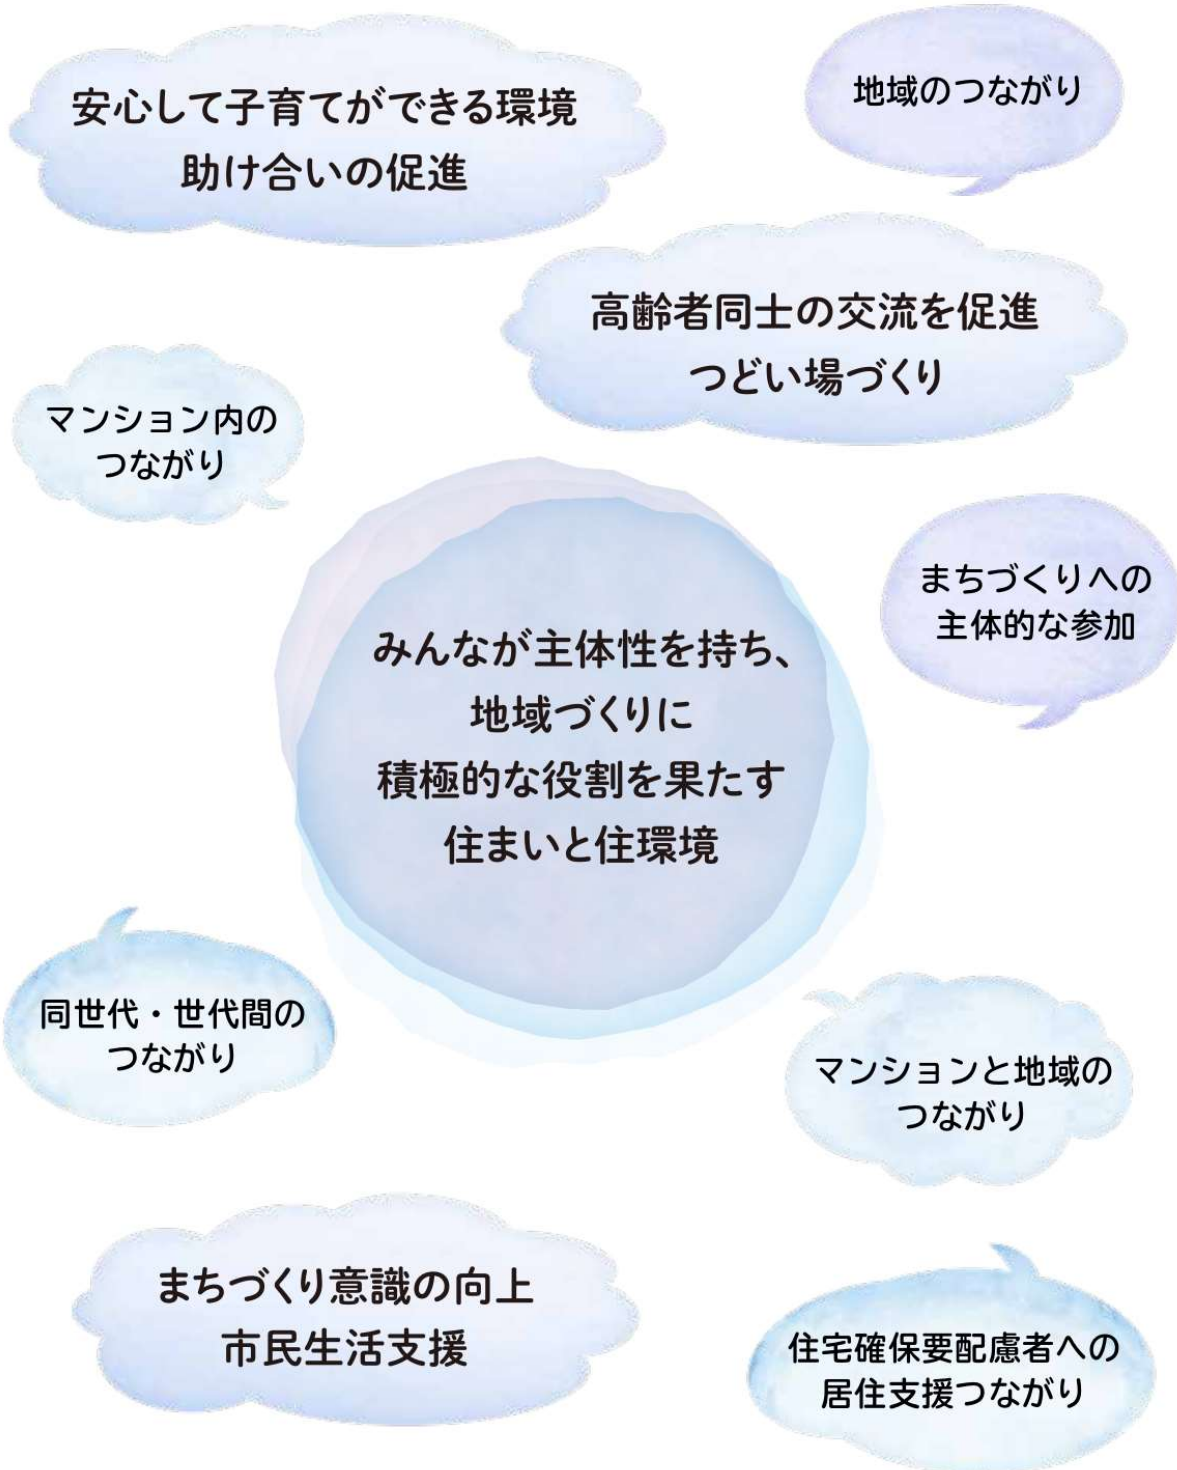 安心して子育てができる環境
助け合いの促進
地域のつながり
高齢者同士の交流を促進
つどい場づくり
マンション内の
つながり
まちづくりへの
主体的な参加
みんなが主体性を持ち、
地域づくりに
積極的な役割を果たす
住まいと住環境
同世代・世代間の
つながり
マンションと地域の
つながり
まちづくり意識の向上
市民生活支援
住宅確保要配慮者への
居住支援つながり